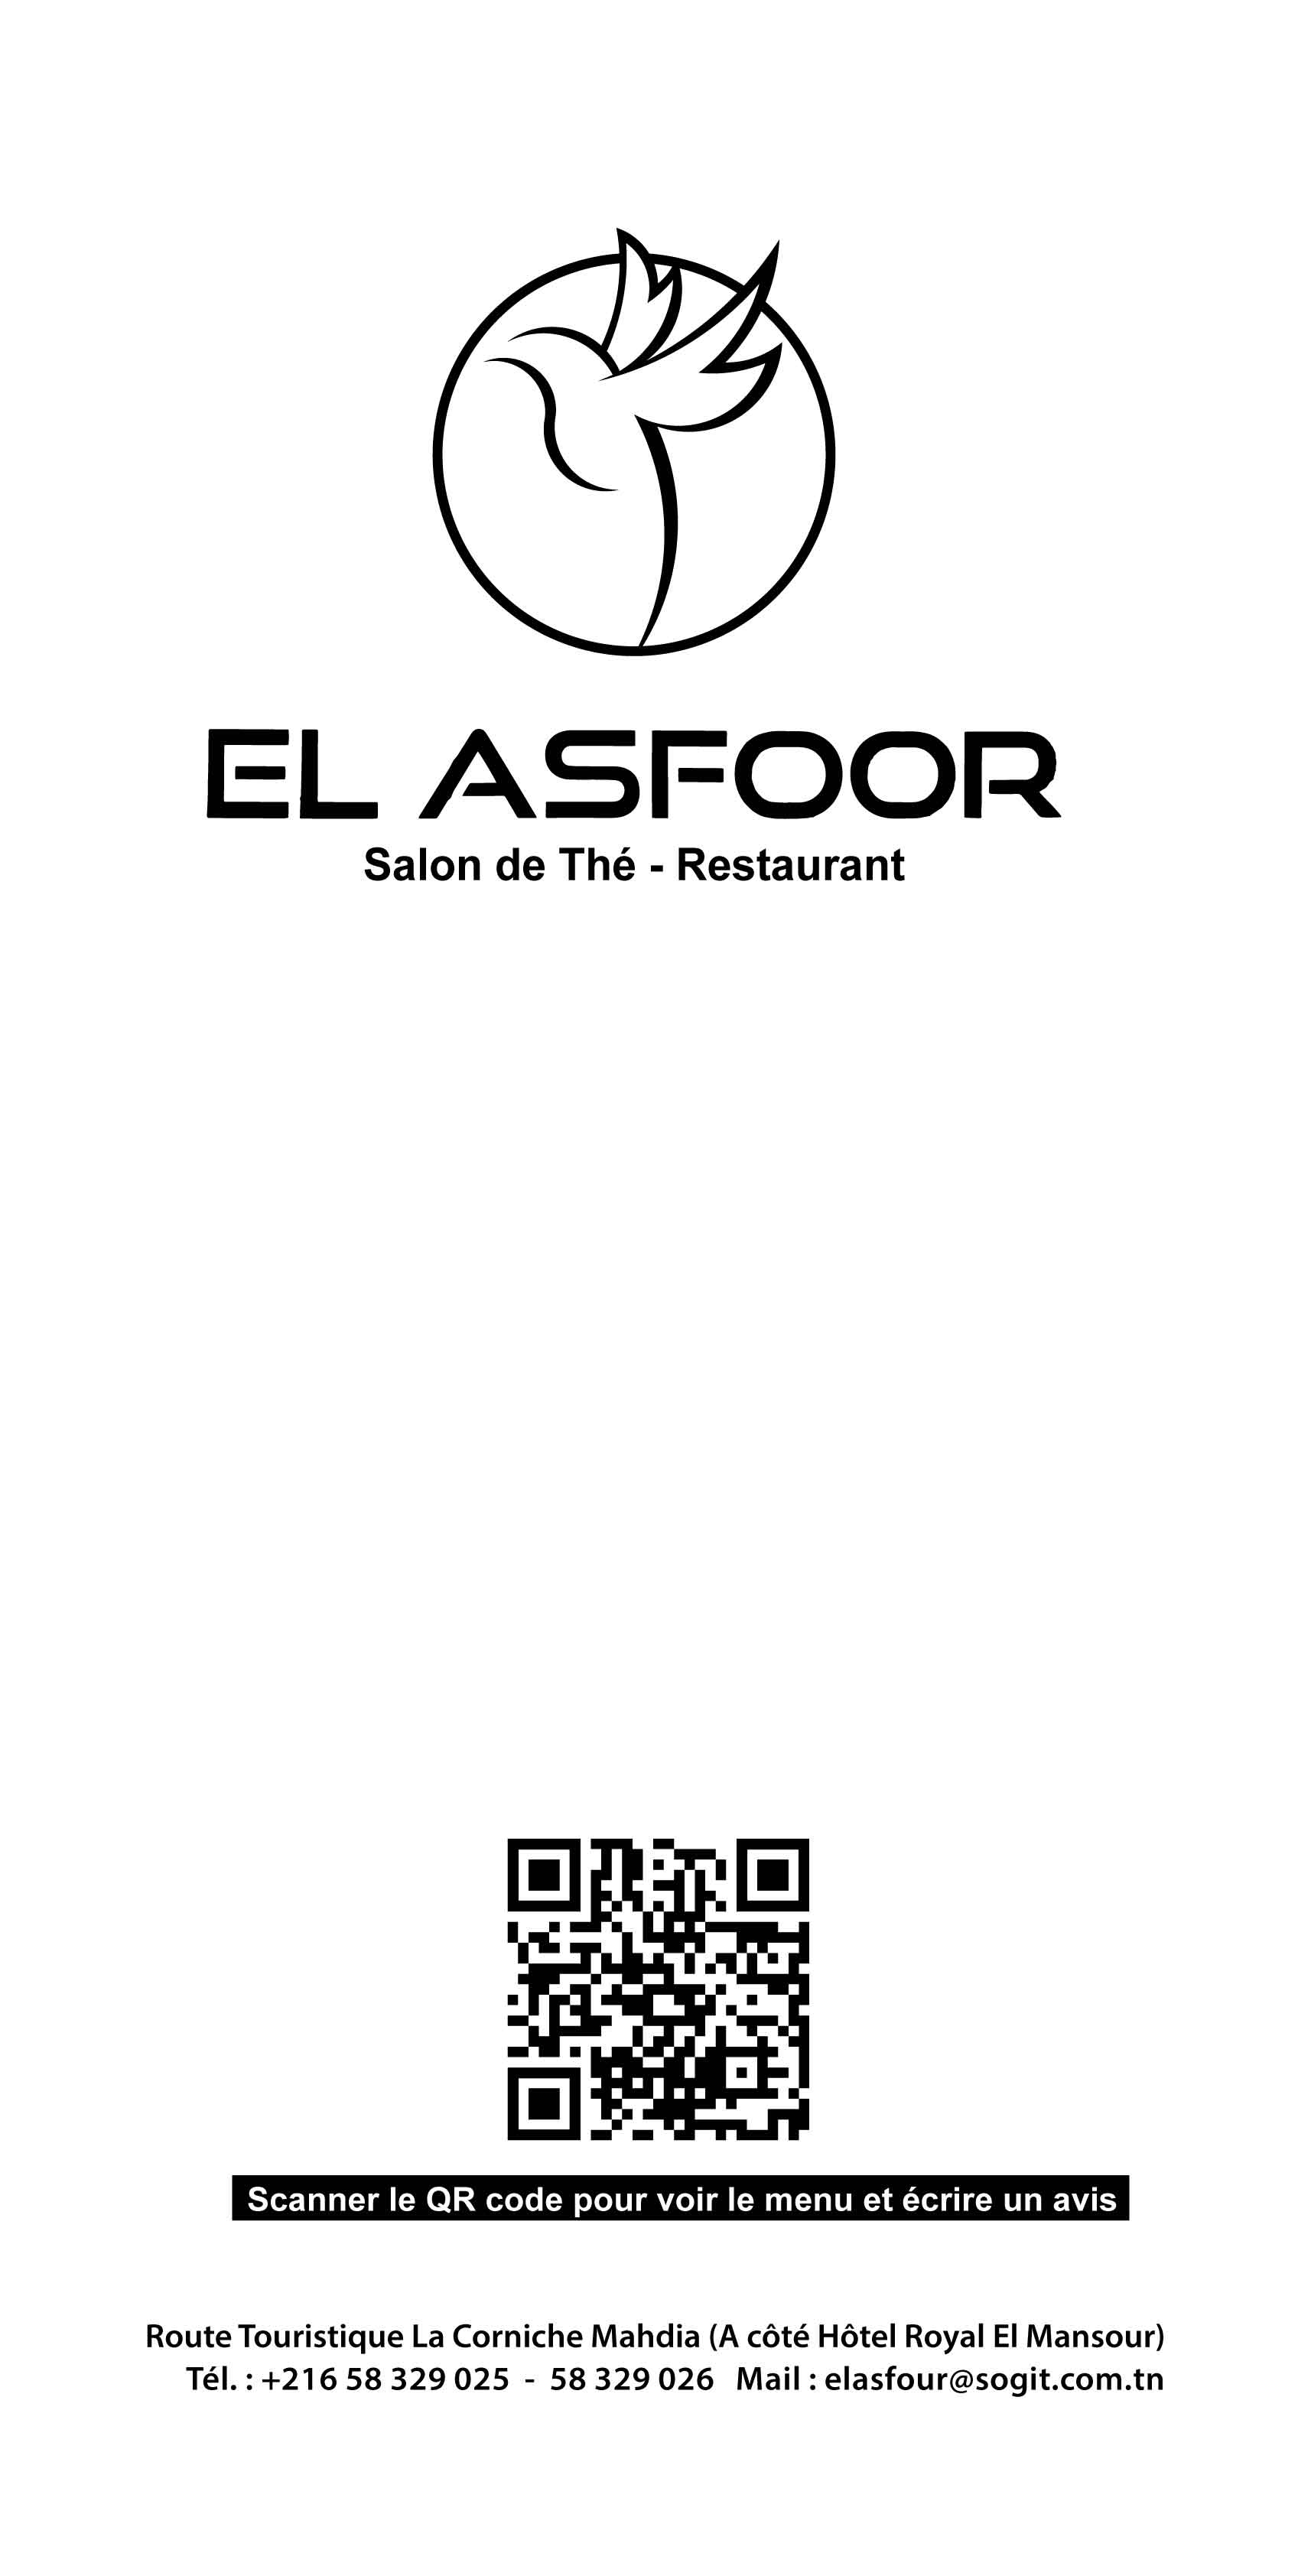 EL ASFOOR
Salon de Thé - Restaurant
Scanner le QR code pour voir le menu et écrire un avis
Route Touristique La Corniche Mahdia (A côté Hôtel Royal El Mansour)
Tél. : +216 58 329 025 - 58 329 026 Mail : elasfour@sogit.com.tn